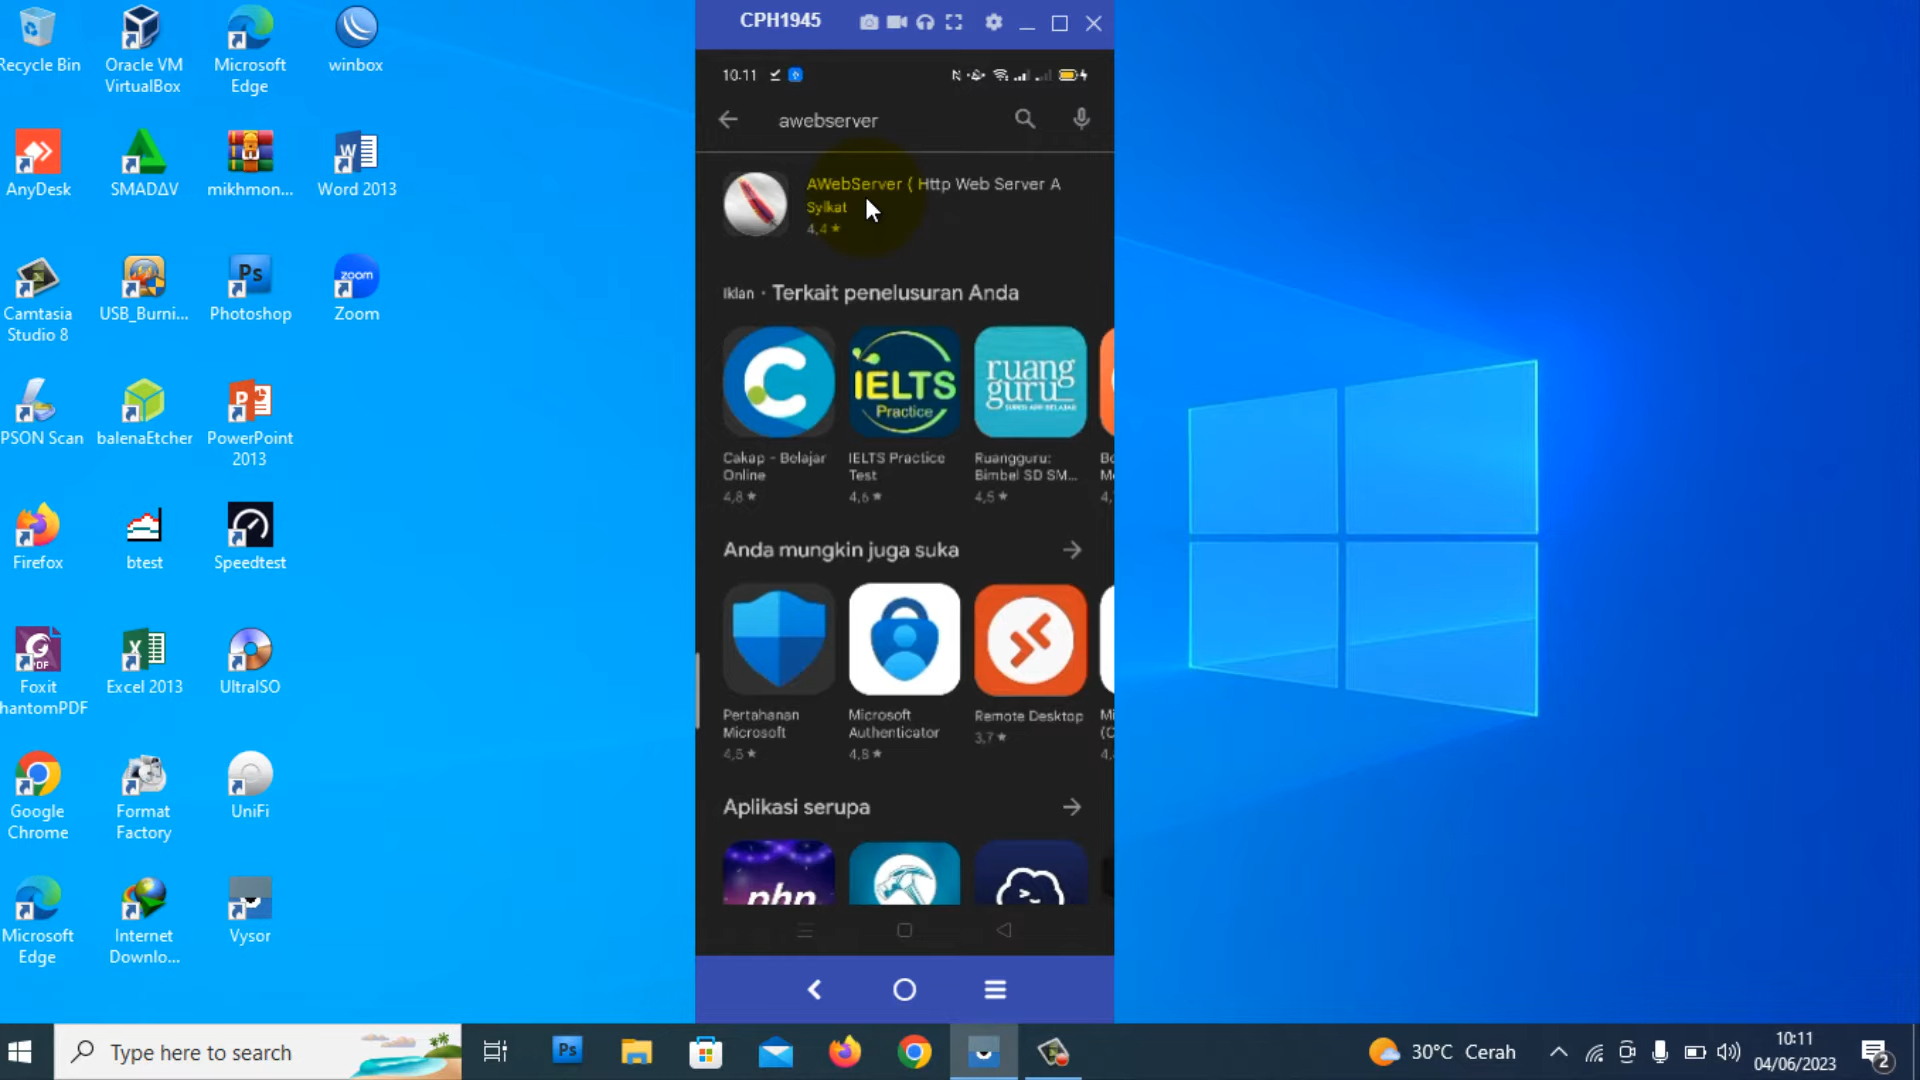 Recycle Bin
Oracle VM
VirtualBox
Microsoft
Edge
winbox
AnyDesk
SMADΔV
mikhmon...
Word 2013
Camtasia
Studio 8
USB_Burni...
Photoshop
zoom
Zoom
PSON Scan
balenaEtcher
PowerPoint
2013
Firefox
btest
Speedtest
Foxit
hantomPDF
Excel 2013
UltraISO
Google
Chrome
Format
Factory
UniFi
Microsoft
Edge
Internet
Downlo...
Vysor
CPH1945
10.11
awebserver
AWebServer ( Http Web Server A
Sylkat
4,4 ★
Iklan · Terkait penelusuran Anda
IELTS
Practice
ruang
guru
Cakap - Belajar
Online
4,8 ★
IELTS Practice
Test
4,6 ★
Ruangguru:
Bimbel SD SM...
4,5 ★
Anda mungkin juga suka
Pertahanan
Microsoft
4,5 ★
Microsoft
Authenticator
4,8 ★
Remote Desktop
3,7 ★
Aplikasi serupa
php
Type here to search
Ps
30°C Cerah
10:11
04/06/2023
2